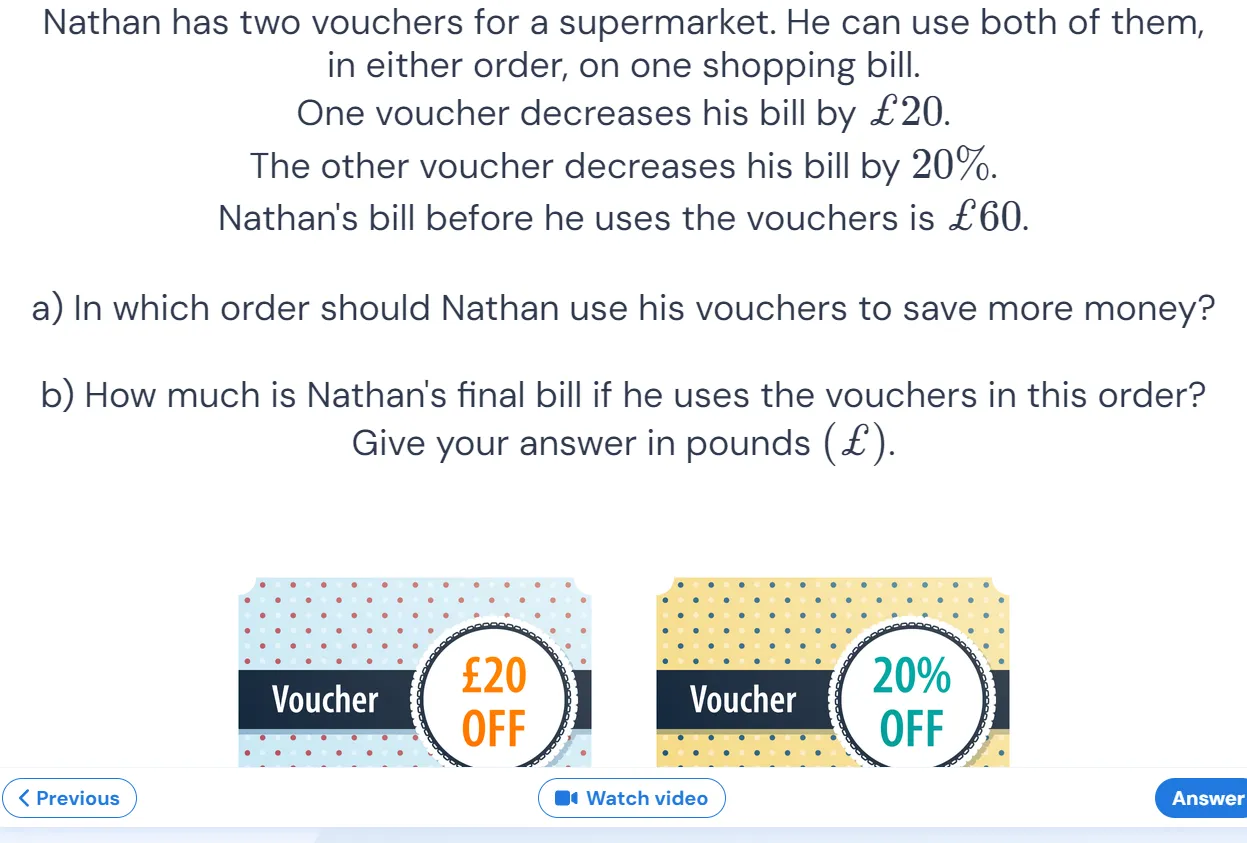 Nathan has two vouchers for a supermarket. He can use both of them,
in either order, on one shopping bill.
One voucher decreases his bill by £20.
The other voucher decreases his bill by 20%.
Nathan's bill before he uses the vouchers is £60.
a) In which order should Nathan use his vouchers to save more money?
b) How much is Nathan's final bill if he uses the vouchers in this order?
Give your answer in pounds (£).
Voucher
£20
OFF
Voucher
20%
OFF
Previous
Watch video
Answer